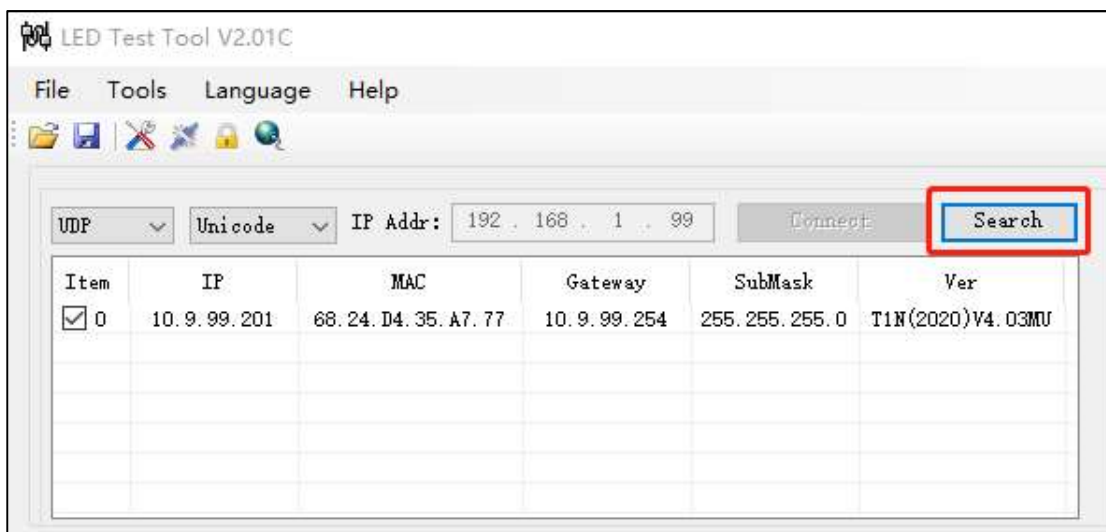 LED Test Tool V2.01C
File Tools Language Help
UDP Unicode IP Addr: 192 . 168 . 1 . 99 Connect Search
Item IP MAC Gateway SubMask Ver
0 10.9.99.201 68.24.D4.35.A7.77 10.9.99.254 255.255.255.0 T1N(2020)V4.03MU